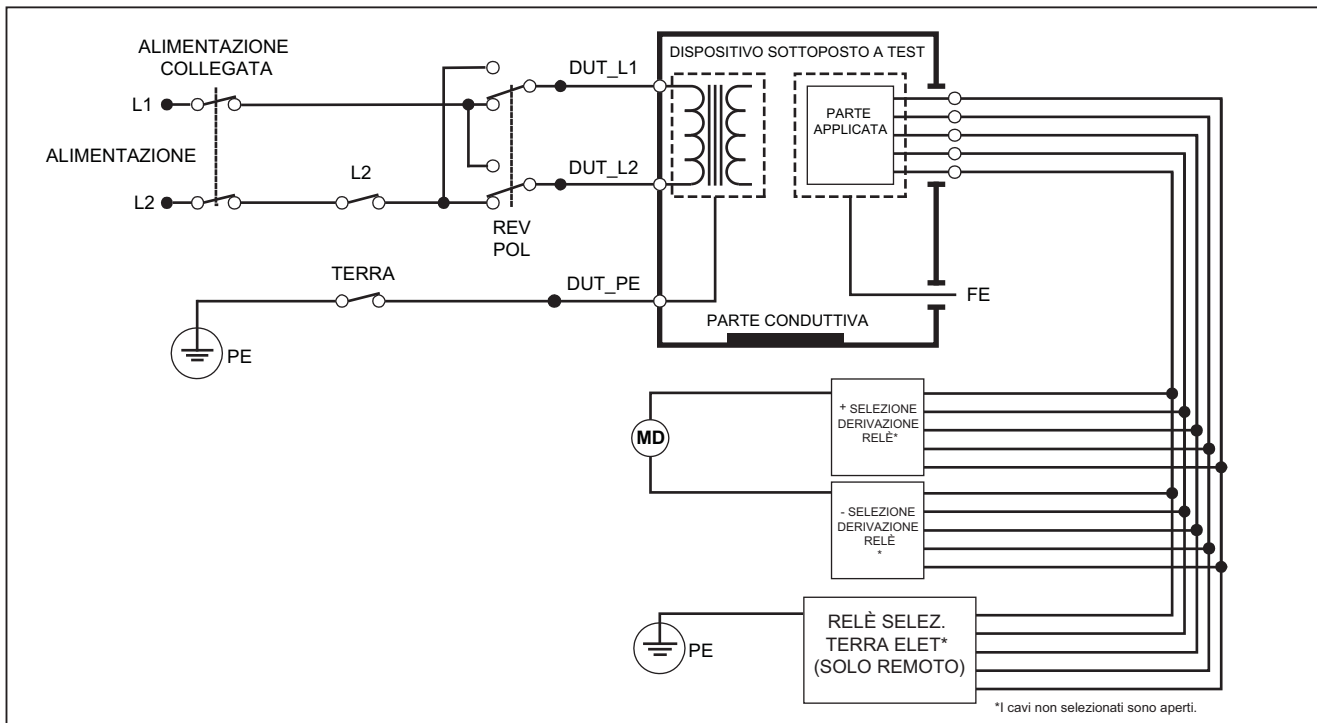 ALIMENTAZIONE
COLLEGATA
L1
ALIMENTAZIONE
L2
L2
REV
POL
DUT_L1
DUT_L2
TERRA
DUT_PE
PE
DISPOSITIVO SOTTOPOSTO A TEST
PARTE
APPLICATA
FE
PARTE CONDUTTIVA
MD
+ SELEZIONE
DERIVAZIONE
RELÈ*
- SELEZIONE
DERIVAZIONE
RELÈ
*
PE
RELÈ SELEZ.
TERRA ELET*
(SOLO REMOTO)
*I cavi non selezionati sono aperti.